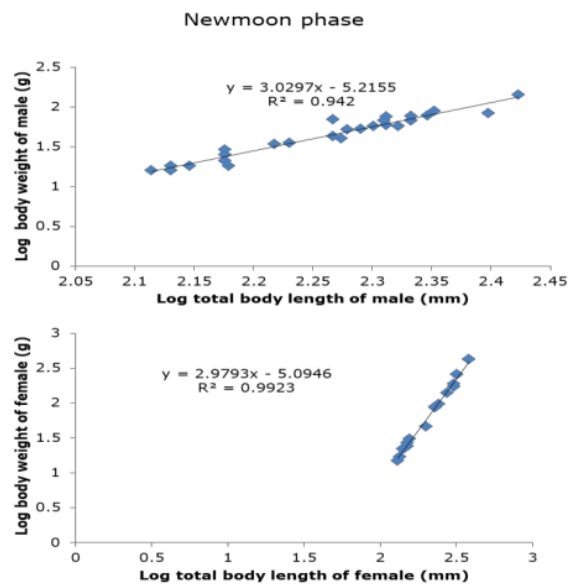 Newmoon phase
Log body weight of male (g)
2.5
2
1.5
1
0.5
0
y = 3.0297x - 5.2155
R² = 0.942
2.05 2.1 2.15 2.2 2.25 2.3 2.35 2.4 2.45
Log total body length of male (mm)
Log body weight of female (g)
3
2.5
2
1.5
1
0.5
0
y = 2.9793x - 5.0946
R² = 0.9923
0 0.5 1 1.5 2 2.5 3
Log total body length of female (mm)